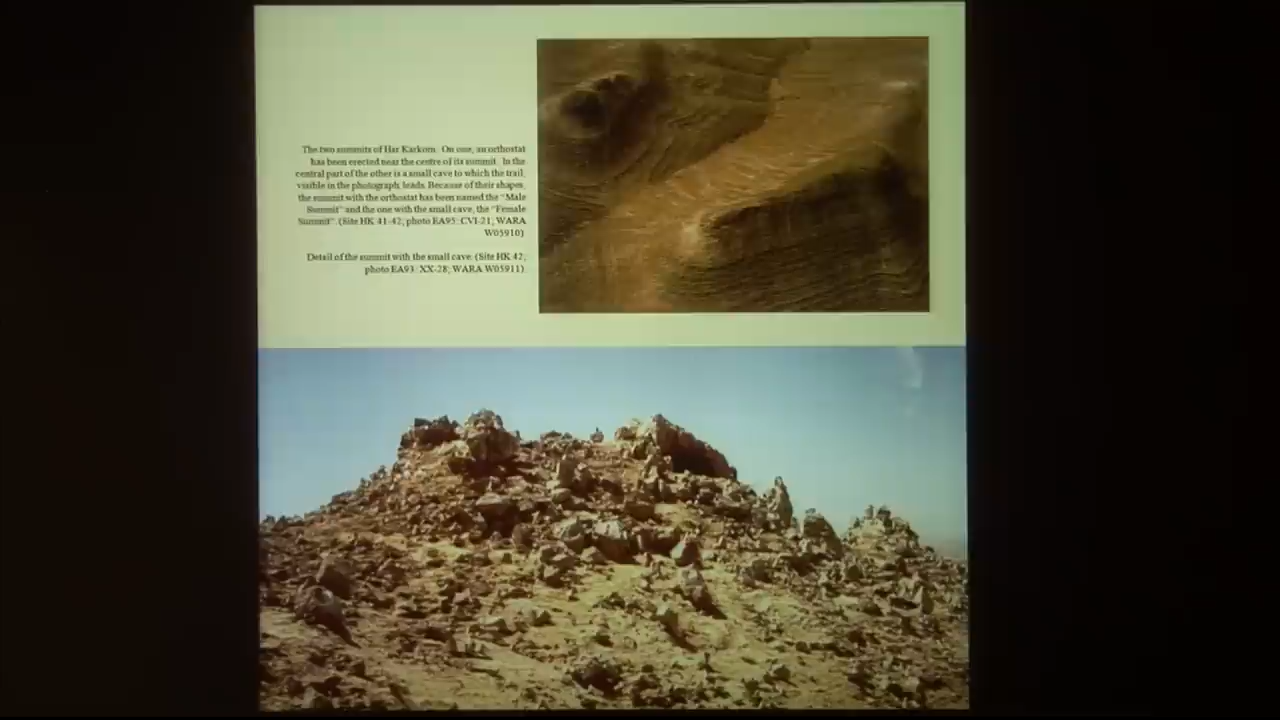 The two summits of Har Karkom. On one, an orthostat
has been erected near the centre of its summit. In the
central part of the other is a small cave to which the trail,
visible in the photograph, leads. Because of their shapes,
the summit with the orthostat has been named the "Male
Summit" and the one with the small cave, the "Female
Summit". (Site HK 41-42; photo EA95: CVI-21; WARA
W05910)
Detail of the summit with the small cave. (Site HK 42;
photo EA93: XX-28; WARA W05911)